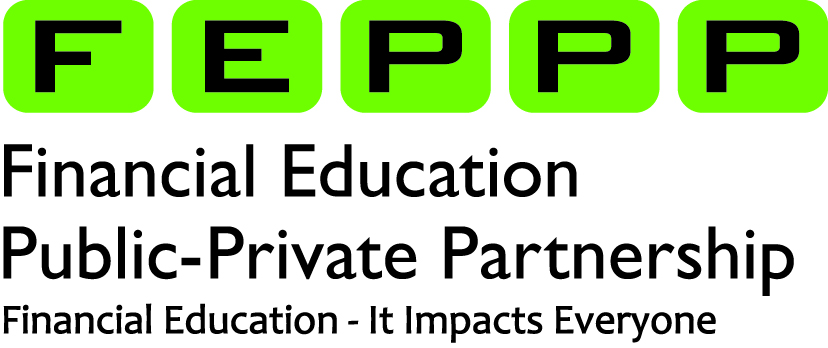 FEPPP
Financial Education
Public-Private Partnership
Financial Education - It Impacts Everyone